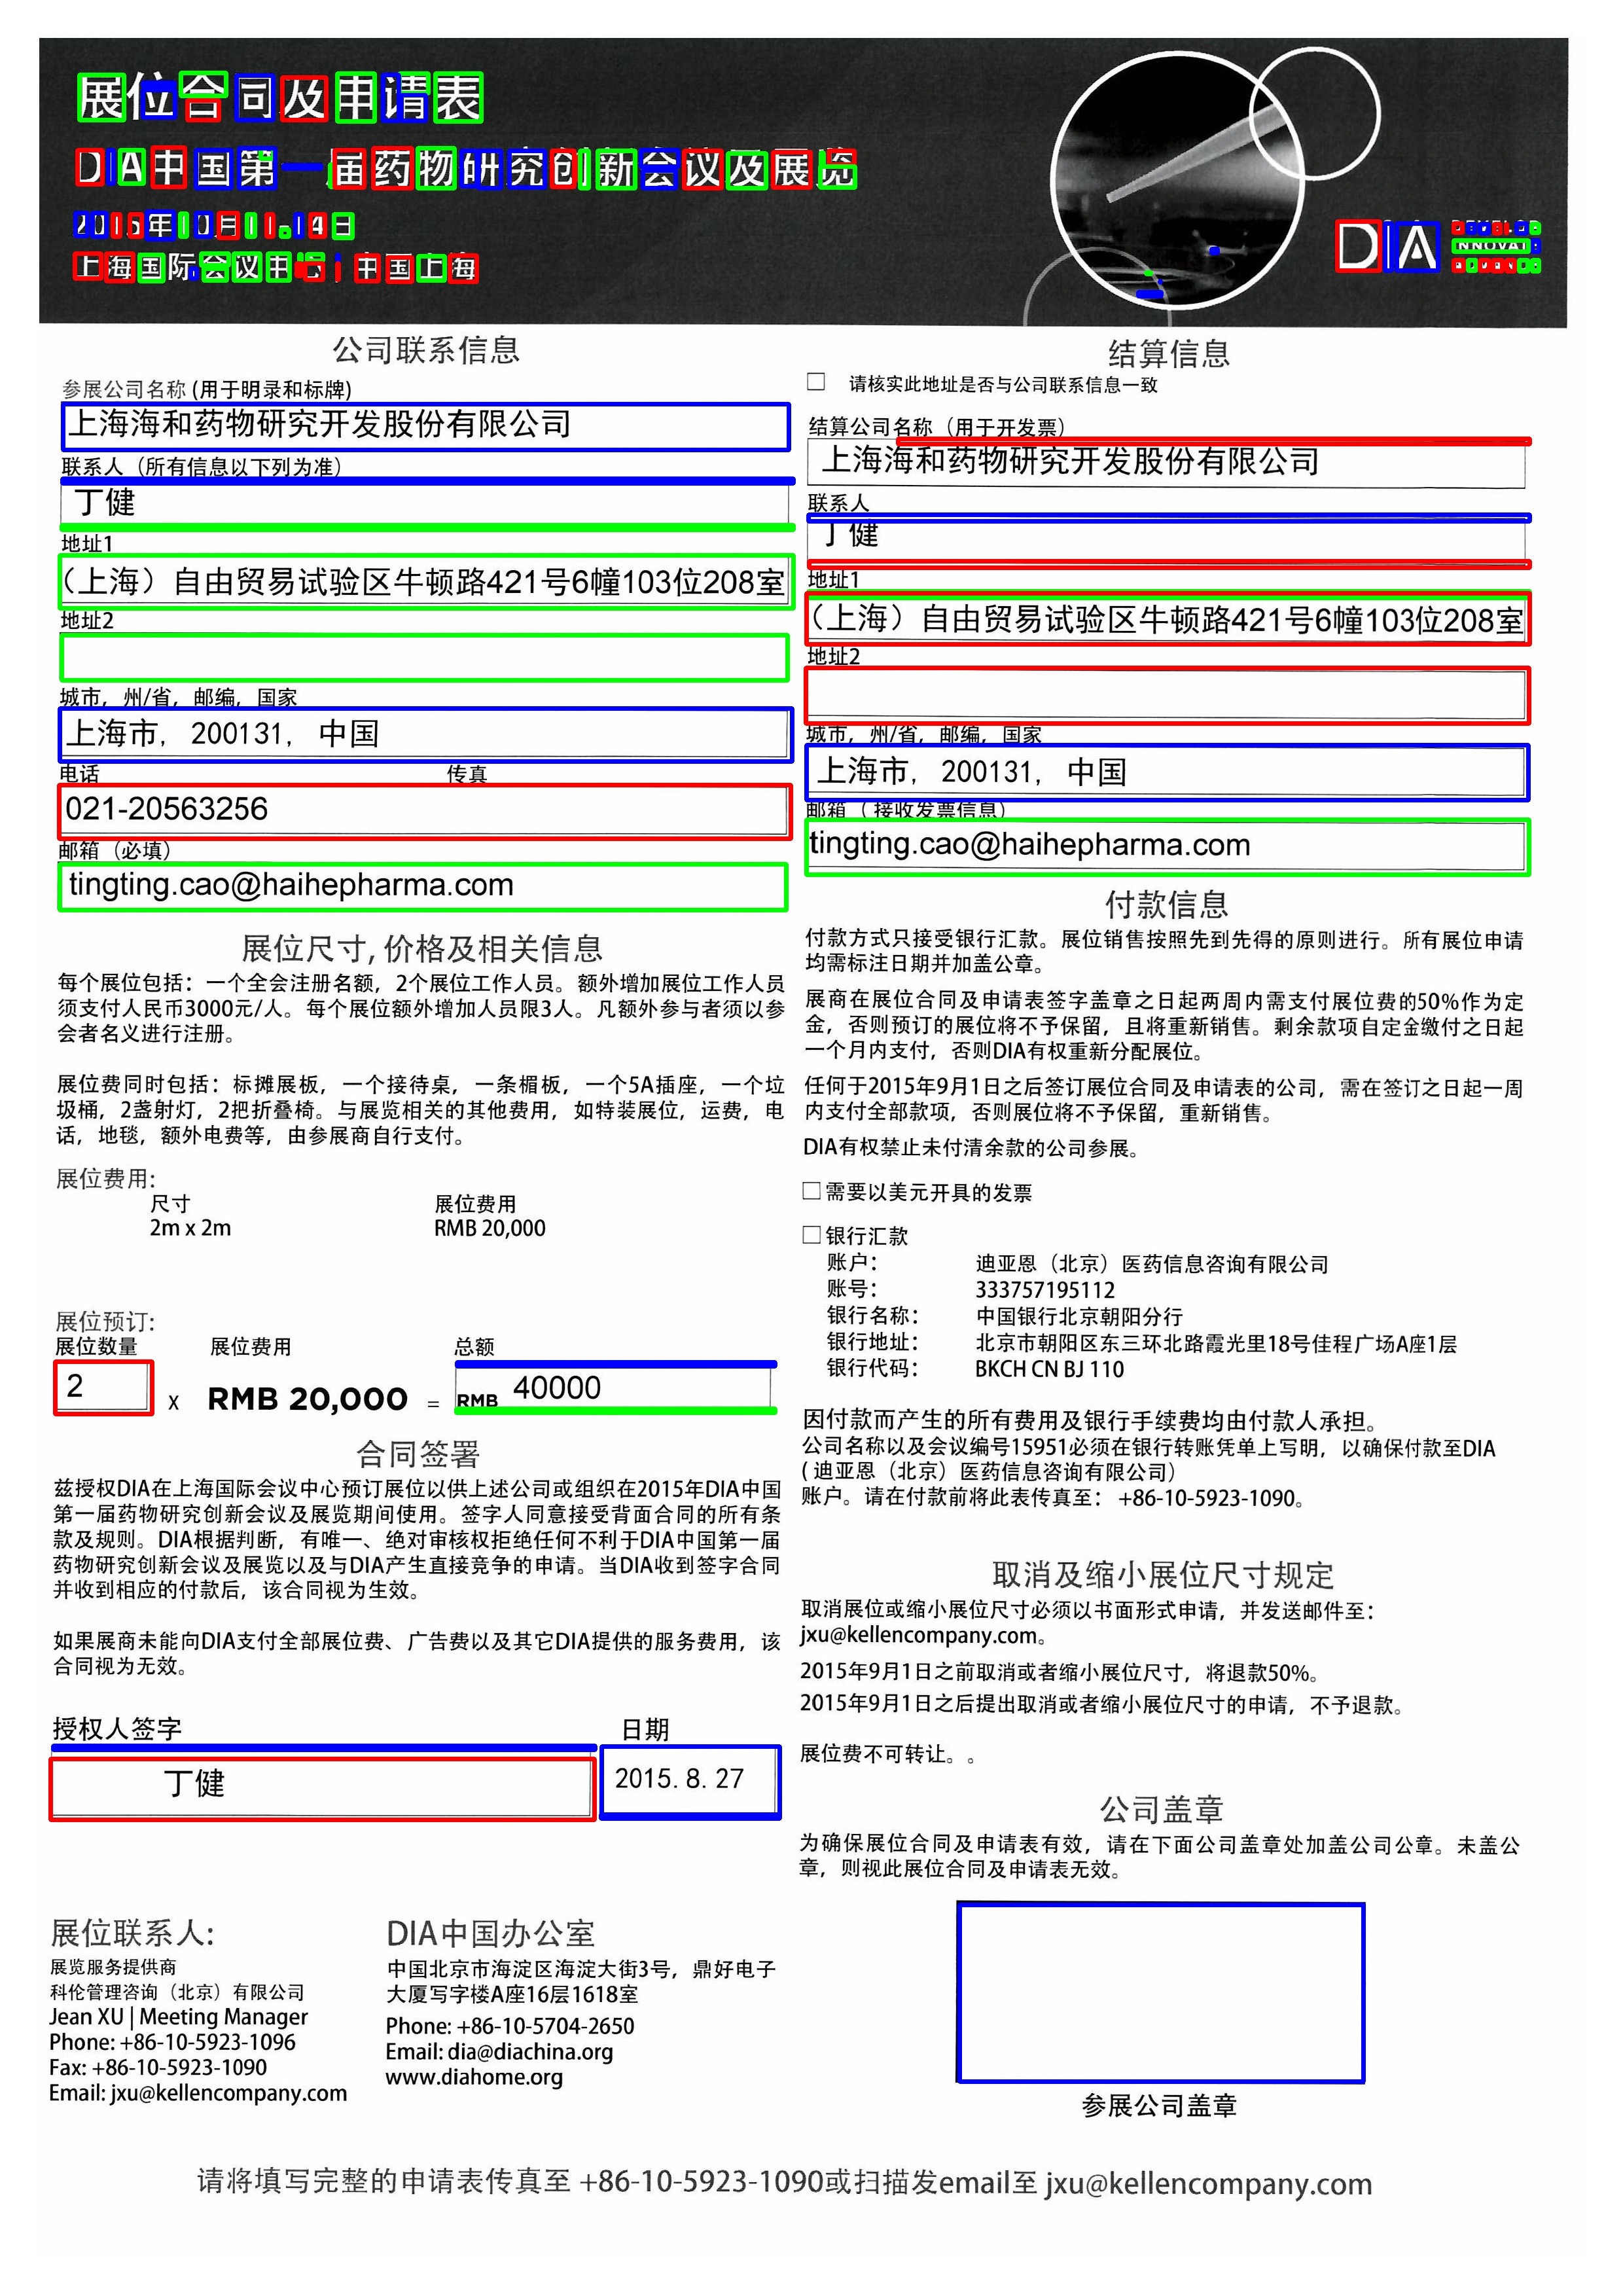 展位合同及申请表
DIA中国第一届药物研究创新会议及展览
2015年10月11-14日
上海国际会议中心 | 中国上海
DIA
DEVELOP
INNOVATE
ADVANCE
公司联系信息
参展公司名称 (用于明录和标牌)
上海海和药物研究开发股份有限公司
联系人（所有信息以下列为准）
丁健
地址1
（上海）自由贸易试验区牛顿路421号6幢103位208室
地址2
城市，州/省，邮编，国家
上海市, 200131, 中国
电话 传真
021-20563256
邮箱（必填）
tingting.cao@haihepharma.com
展位尺寸, 价格及相关信息
每个展位包括：一个全会注册名额，2个展位工作人员。额外增加展位工作人员
须支付人民币3000元/人。每个展位额外增加人员限3人。凡额外参与者须以参
会者名义进行注册。
展位费同时包括：标摊展板，一个接待桌，一条楣板，一个5A插座，一个垃
圾桶，2盏射灯，2把折叠椅。与展览相关的其他费用，如特装展位，运费，电
话，地毯，额外电费等，由参展商自行支付。
展位费用:
尺寸 展位费用
2m x 2m RMB 20,000
展位预订:
展位数量 展位费用 总额
2 x RMB 20,000 = RMB 40000
合同签署
兹授权DIA在上海国际会议中心预订展位以供上述公司或组织在2015年DIA中国
第一届药物研究创新会议及展览期间使用。签字人同意接受背面合同的所有条
款及规则。DIA根据判断，有唯一、绝对审核权拒绝任何不利于DIA中国第一届
药物研究创新会议及展览以及与DIA产生直接竞争的申请。当DIA收到签字合同
并收到相应的付款后，该合同视为生效。
如果展商未能向DIA支付全部展位费、广告费以及其它DIA提供的服务费用，该
合同视为无效。
授权人签字 日期
丁健 2015.8.27
结算信息
□ 请核实此地址是否与公司联系信息一致
结算公司名称（用于开发票）
上海海和药物研究开发股份有限公司
联系人
丁健
地址1
（上海）自由贸易试验区牛顿路421号6幢103位208室
地址2
城市，州/省，邮编，国家
上海市, 200131, 中国
邮箱（ 接收发票信息）
tingting.cao@haihepharma.com
付款信息
付款方式只接受银行汇款。展位销售按照先到先得的原则进行。所有展位申请
均需标注日期并加盖公章。
展商在展位合同及申请表签字盖章之日起两周内需支付展位费的50%作为定
金，否则预订的展位将不予保留，且将重新销售。剩余款项自定金缴付之日起
一个月内支付，否则DIA有权重新分配展位。
任何于2015年9月1日之后签订展位合同及申请表的公司，需在签订之日起一周
内支付全部款项，否则展位将不予保留，重新销售。
DIA有权禁止未付清余款的公司参展。
□ 需要以美元开具的发票
□ 银行汇款
账户： 迪亚恩（北京）医药信息咨询有限公司
账号： 333757195112
银行名称： 中国银行北京朝阳分行
银行地址： 北京市朝阳区东三环北路霞光里18号佳程广场A座1层
银行代码： BKCH CN BJ 110
因付款而产生的所有费用及银行手续费均由付款人承担。
公司名称以及会议编号15951必须在银行转账凭单上写明，以确保付款至DIA
( 迪亚恩（北京）医药信息咨询有限公司）
账户。请在付款前将此表传真至： +86-10-5923-1090。
取消及缩小展位尺寸规定
取消展位或缩小展位尺寸必须以书面形式申请，并发送邮件至：
jxu@kellencompany.com。
2015年9月1日之前取消或者缩小展位尺寸，将退款50%。
2015年9月1日之后提出取消或者缩小展位尺寸的申请，不予退款。
展位费不可转让。。
公司盖章
为确保展位合同及申请表有效，请在下面公司盖章处加盖公司公章。未盖公
章，则视此展位合同及申请表无效。
参展公司盖章
展位联系人:
展览服务提供商
科伦管理咨询（北京）有限公司
Jean XU | Meeting Manager
Phone: +86-10-5923-1096
Fax: +86-10-5923-1090
Email: jxu@kellencompany.com
DIA中国办公室
中国北京市海淀区海淀大街3号，鼎好电子
大厦写字楼A座16层1618室
Phone: +86-10-5704-2650
Email: dia@diachina.org
www.diahome.org
请将填写完整的申请表传真至 +86-10-5923-1090或扫描发email至 jxu@kellencompany.com